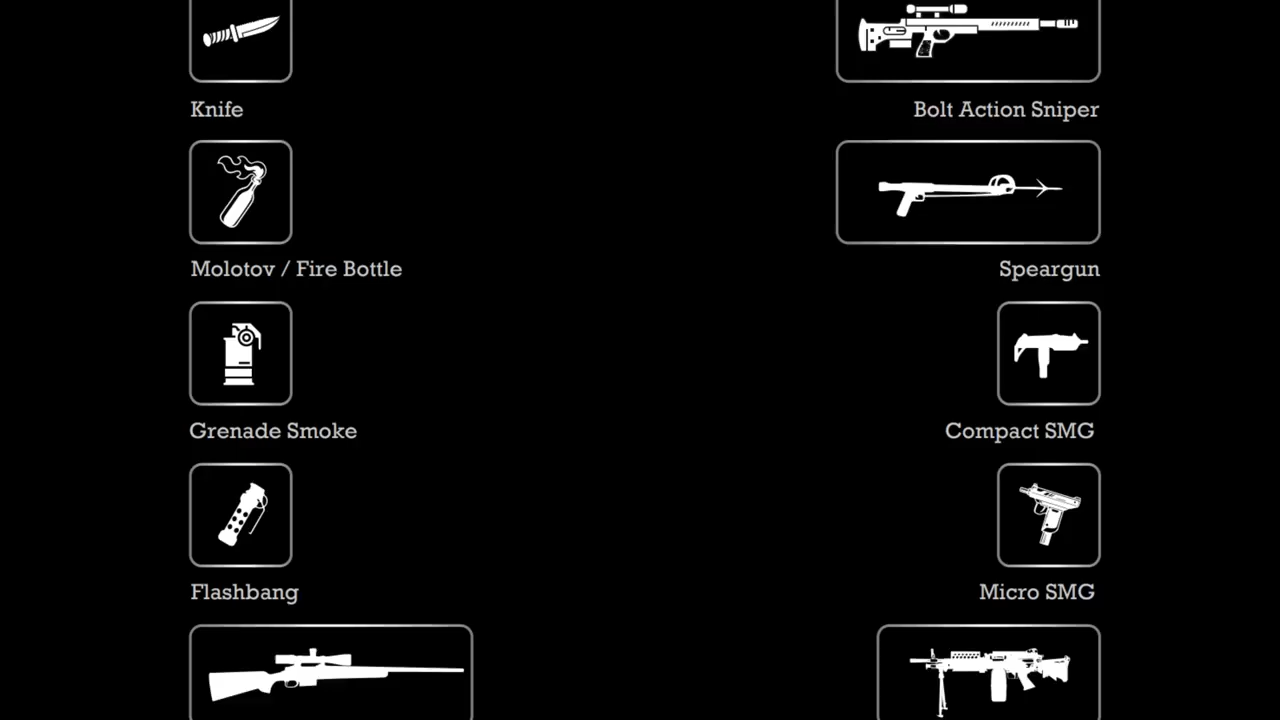 Knife
Bolt Action Sniper
Molotov / Fire Bottle
Speargun
Grenade Smoke
Compact SMG
Flashbang
Micro SMG